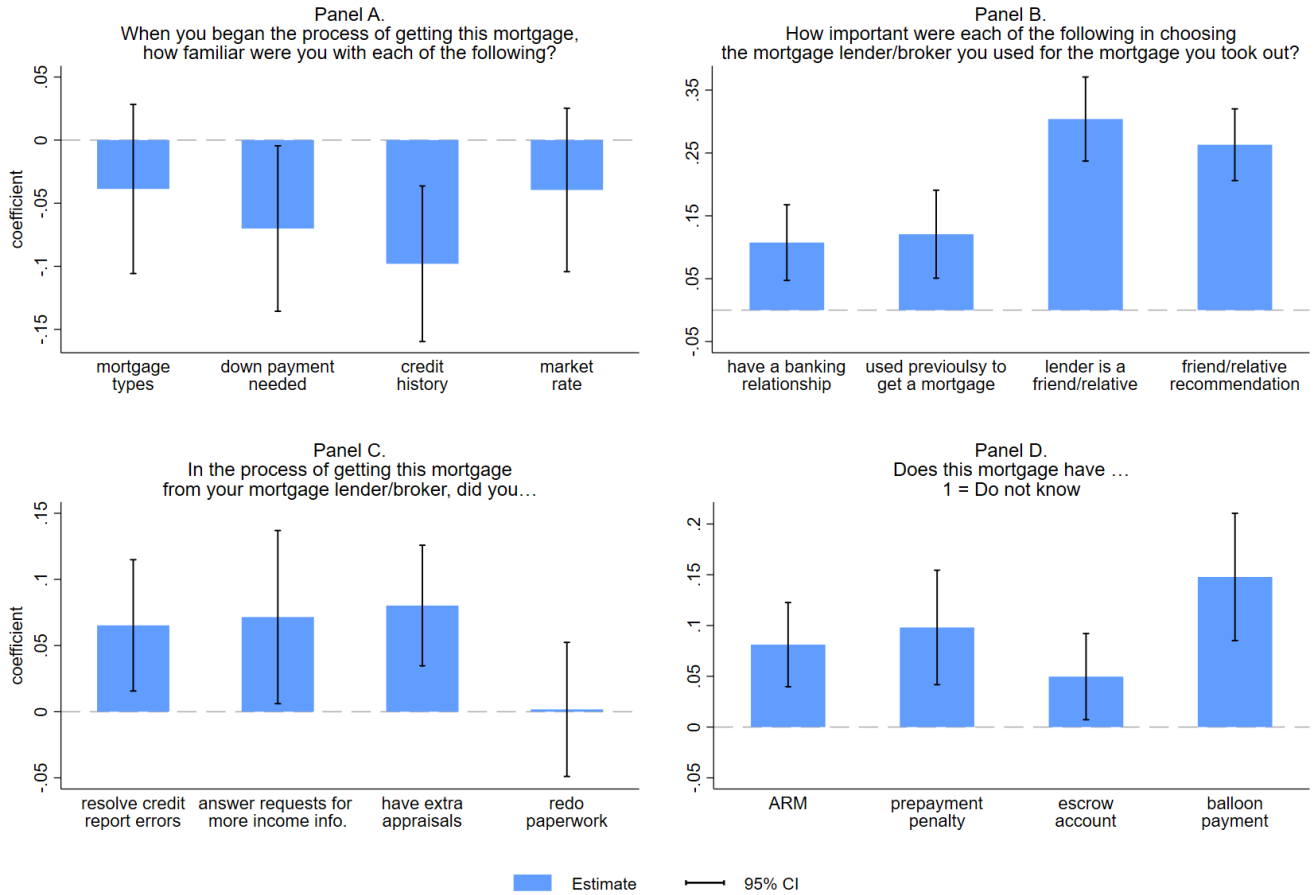 Panel A.
When you began the process of getting this mortgage,
how familiar were you with each of the following?
coefficient
.05
0
-.05
-.1
-.15
mortgage types
down payment needed
credit history
market rate
Panel B.
How important were each of the following in choosing
the mortgage lender/broker you used for the mortgage you took out?
.35
.25
.15
.05
-.05
have a banking relationship
used previoulsy to get a mortgage
lender is a friend/relative
friend/relative recommendation
Panel C.
In the process of getting this mortgage
from your mortgage lender/broker, did you…
coefficient
.15
.1
.05
0
-.05
resolve credit report errors
answer requests for more income info.
have extra appraisals
redo paperwork
Panel D.
Does this mortgage have …
1 = Do not know
.2
.15
.1
.05
0
-.05
ARM
prepayment penalty
escrow account
balloon payment
Estimate
95% CI